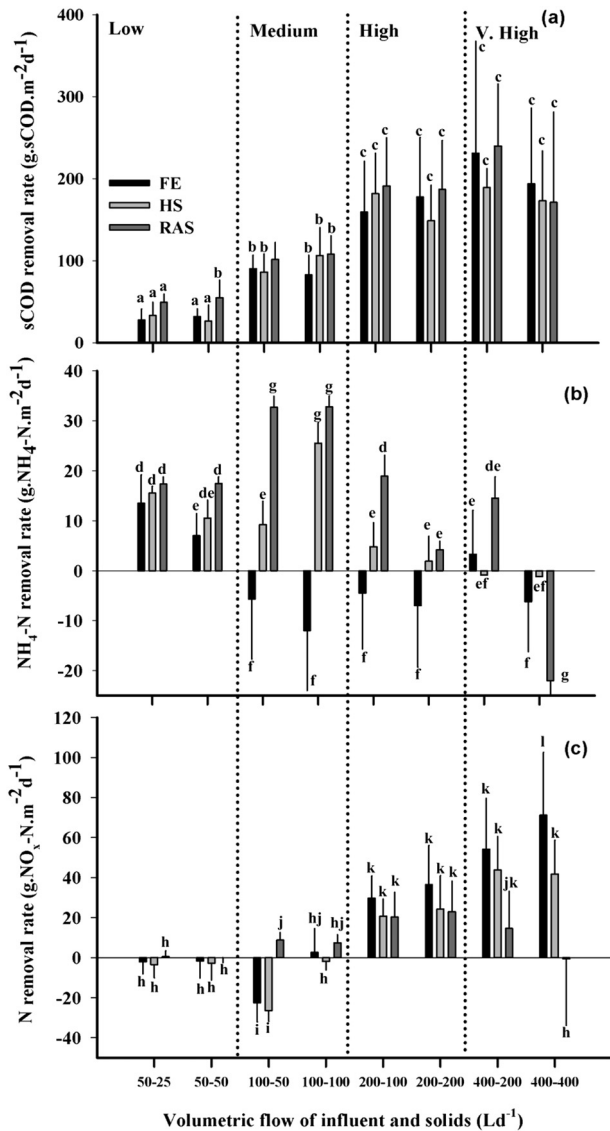 (a)
Low
Medium
High
V. High
sCOD removal rate (g.sCOD.m⁻²d⁻¹)
400
300
200
100
0
FE
HS
RAS
a a a
a a b
b b
b b b
c c c
c c c
c c c
c c c
(b)
NH₄-N removal rate (g.NH4-N.m⁻²d⁻¹)
40
30
20
10
0
-10
-20
d d d
e de d
f e g
f g g
f e d
f e e
e ef de
f ef g
(c)
N removal rate (g.NOₓ-N.m⁻²d⁻¹)
120
100
80
60
40
20
0
-20
-40
h h h
h h h
i i j
hj h hj
k k k
k k k
k k jk
l k h
50-25 50-50 100-50 100-100 200-100 200-200 400-200 400-400
Volumetric flow of influent and solids (Ld⁻¹)